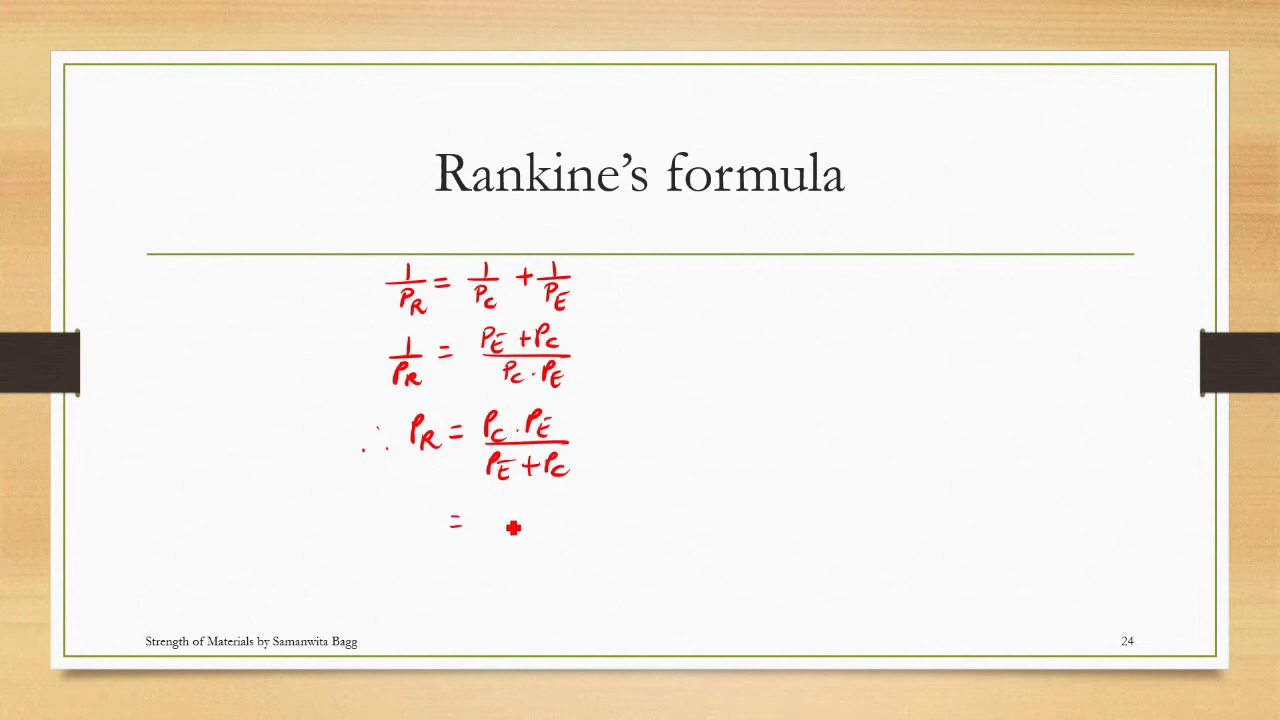 Rankine's formula
1/P_R = 1/P_C + 1/P_E
1/P_R = (P_E + P_C)/(P_C . P_E)
∴ P_R = (P_C . P_E)/(P_E + P_C)
=
Strength of Materials by Samanwita Bagg
24